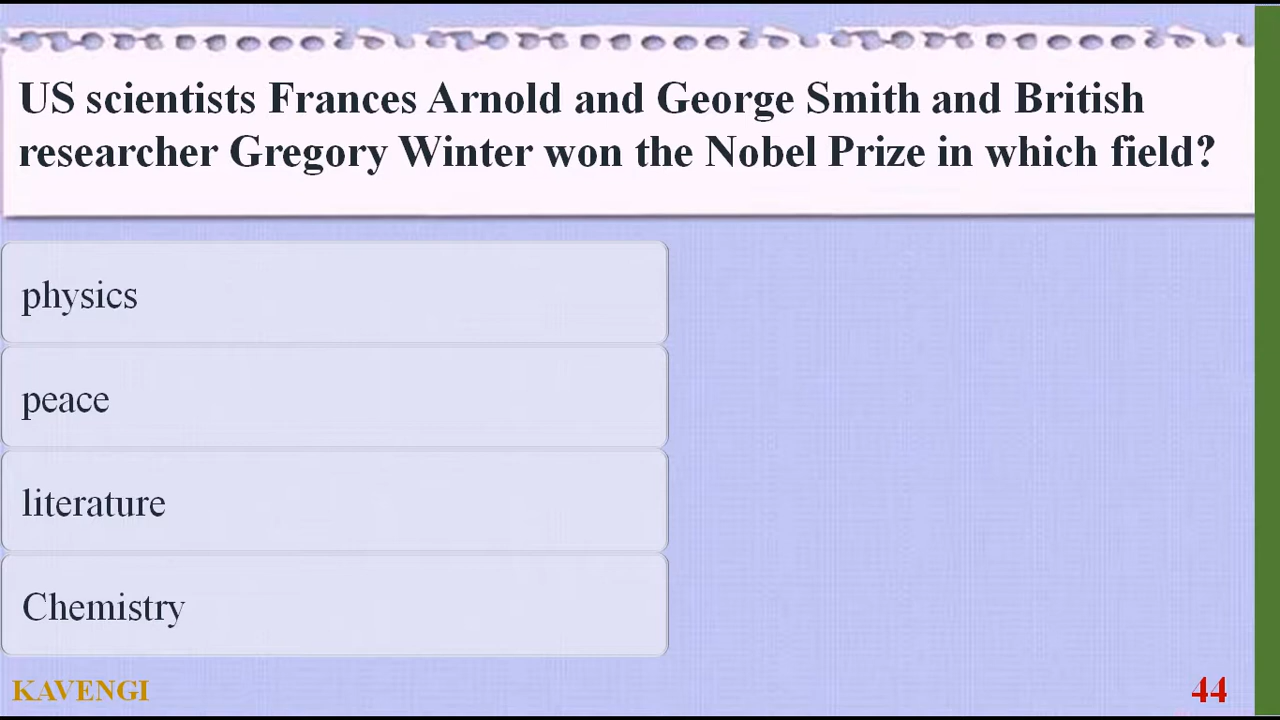 US scientists Frances Arnold and George Smith and British
researcher Gregory Winter won the Nobel Prize in which field?
physics
peace
literature
Chemistry
KAVENGI
44